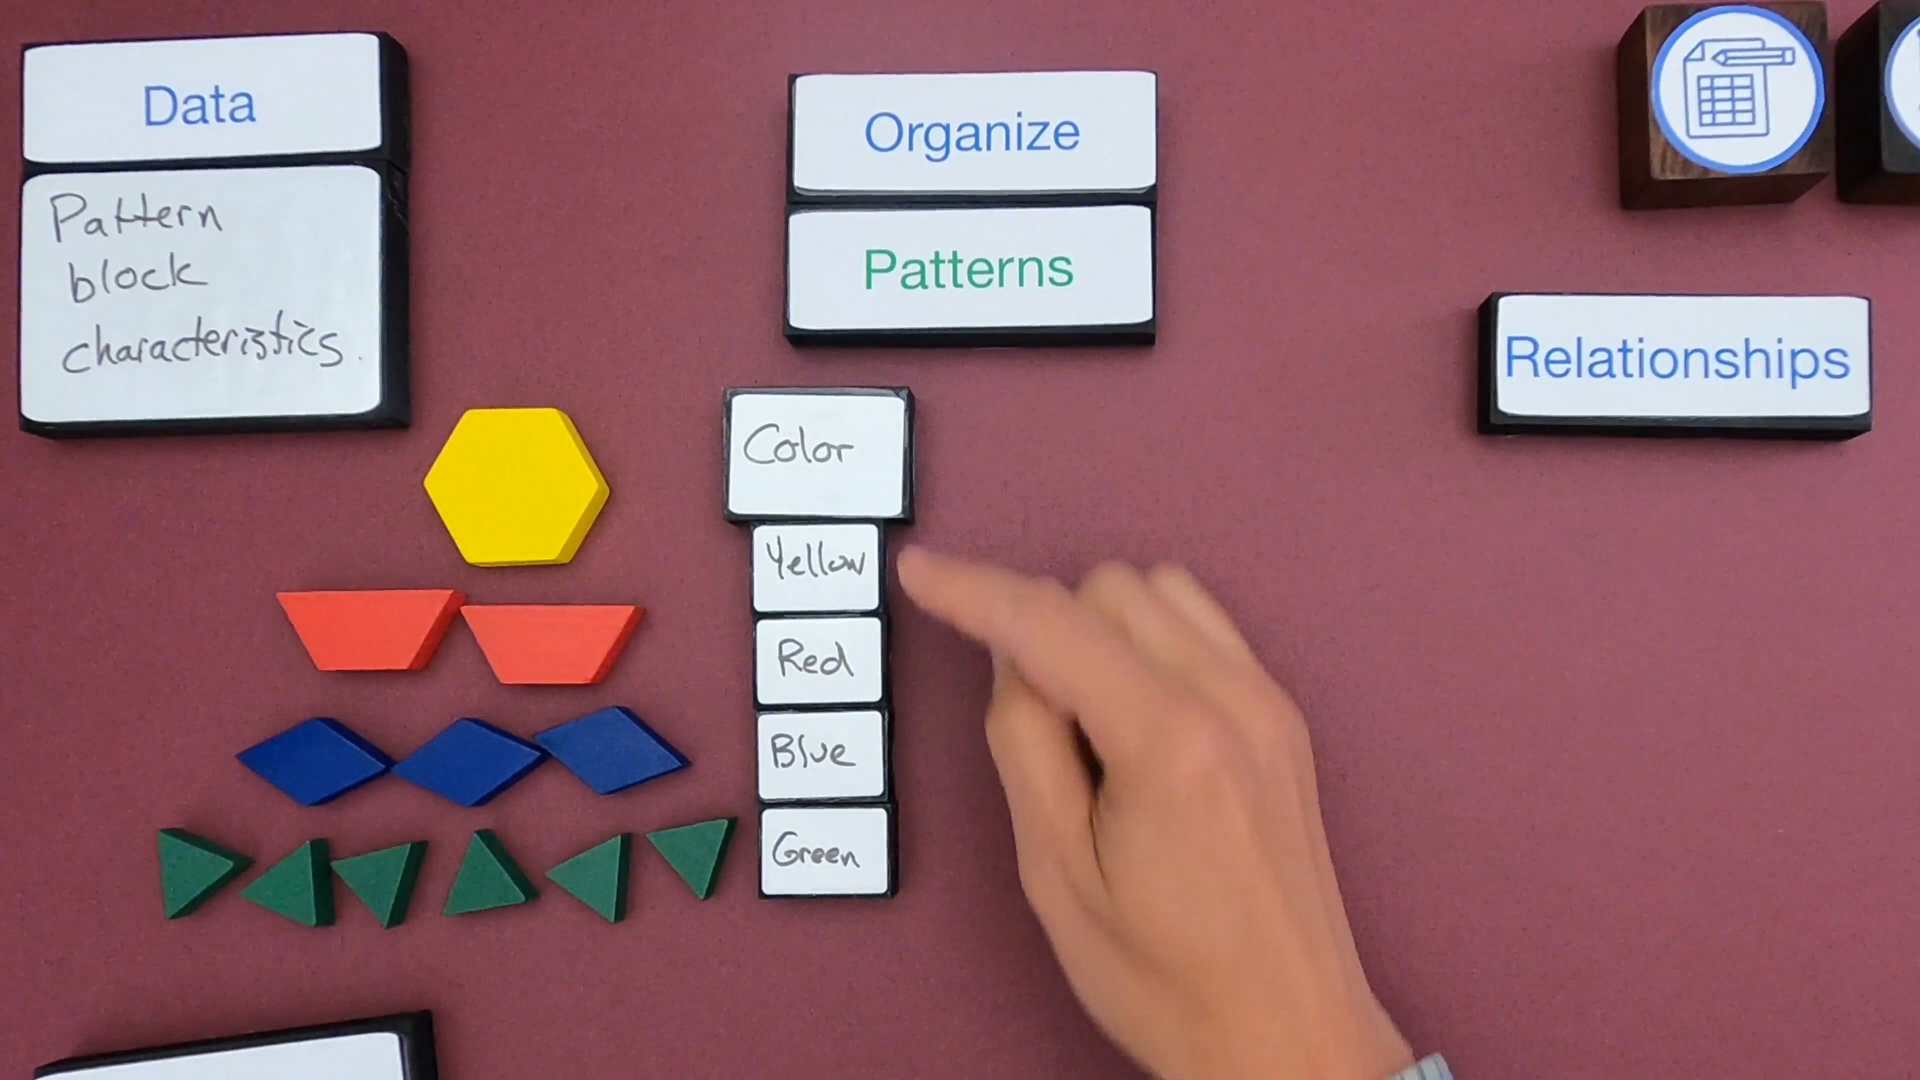 Data
Pattern
block
characteristics.
Organize
Patterns
Relationships
Color
Yellow
Red
Blue
Green